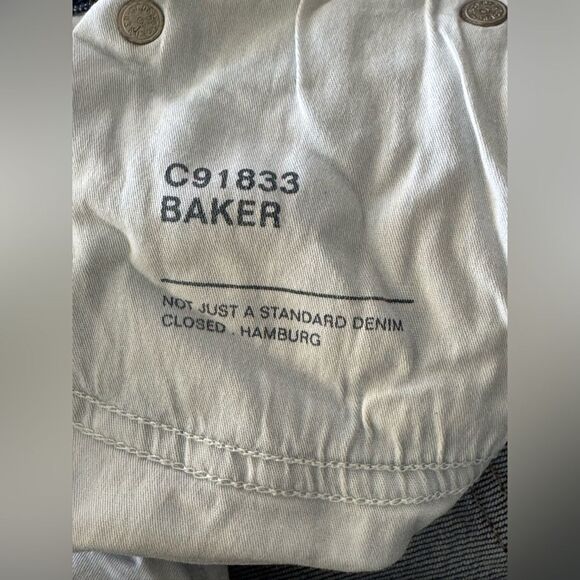 C91833
BAKER
NOT JUST A STANDARD DENIM
CLOSED . HAMBURG